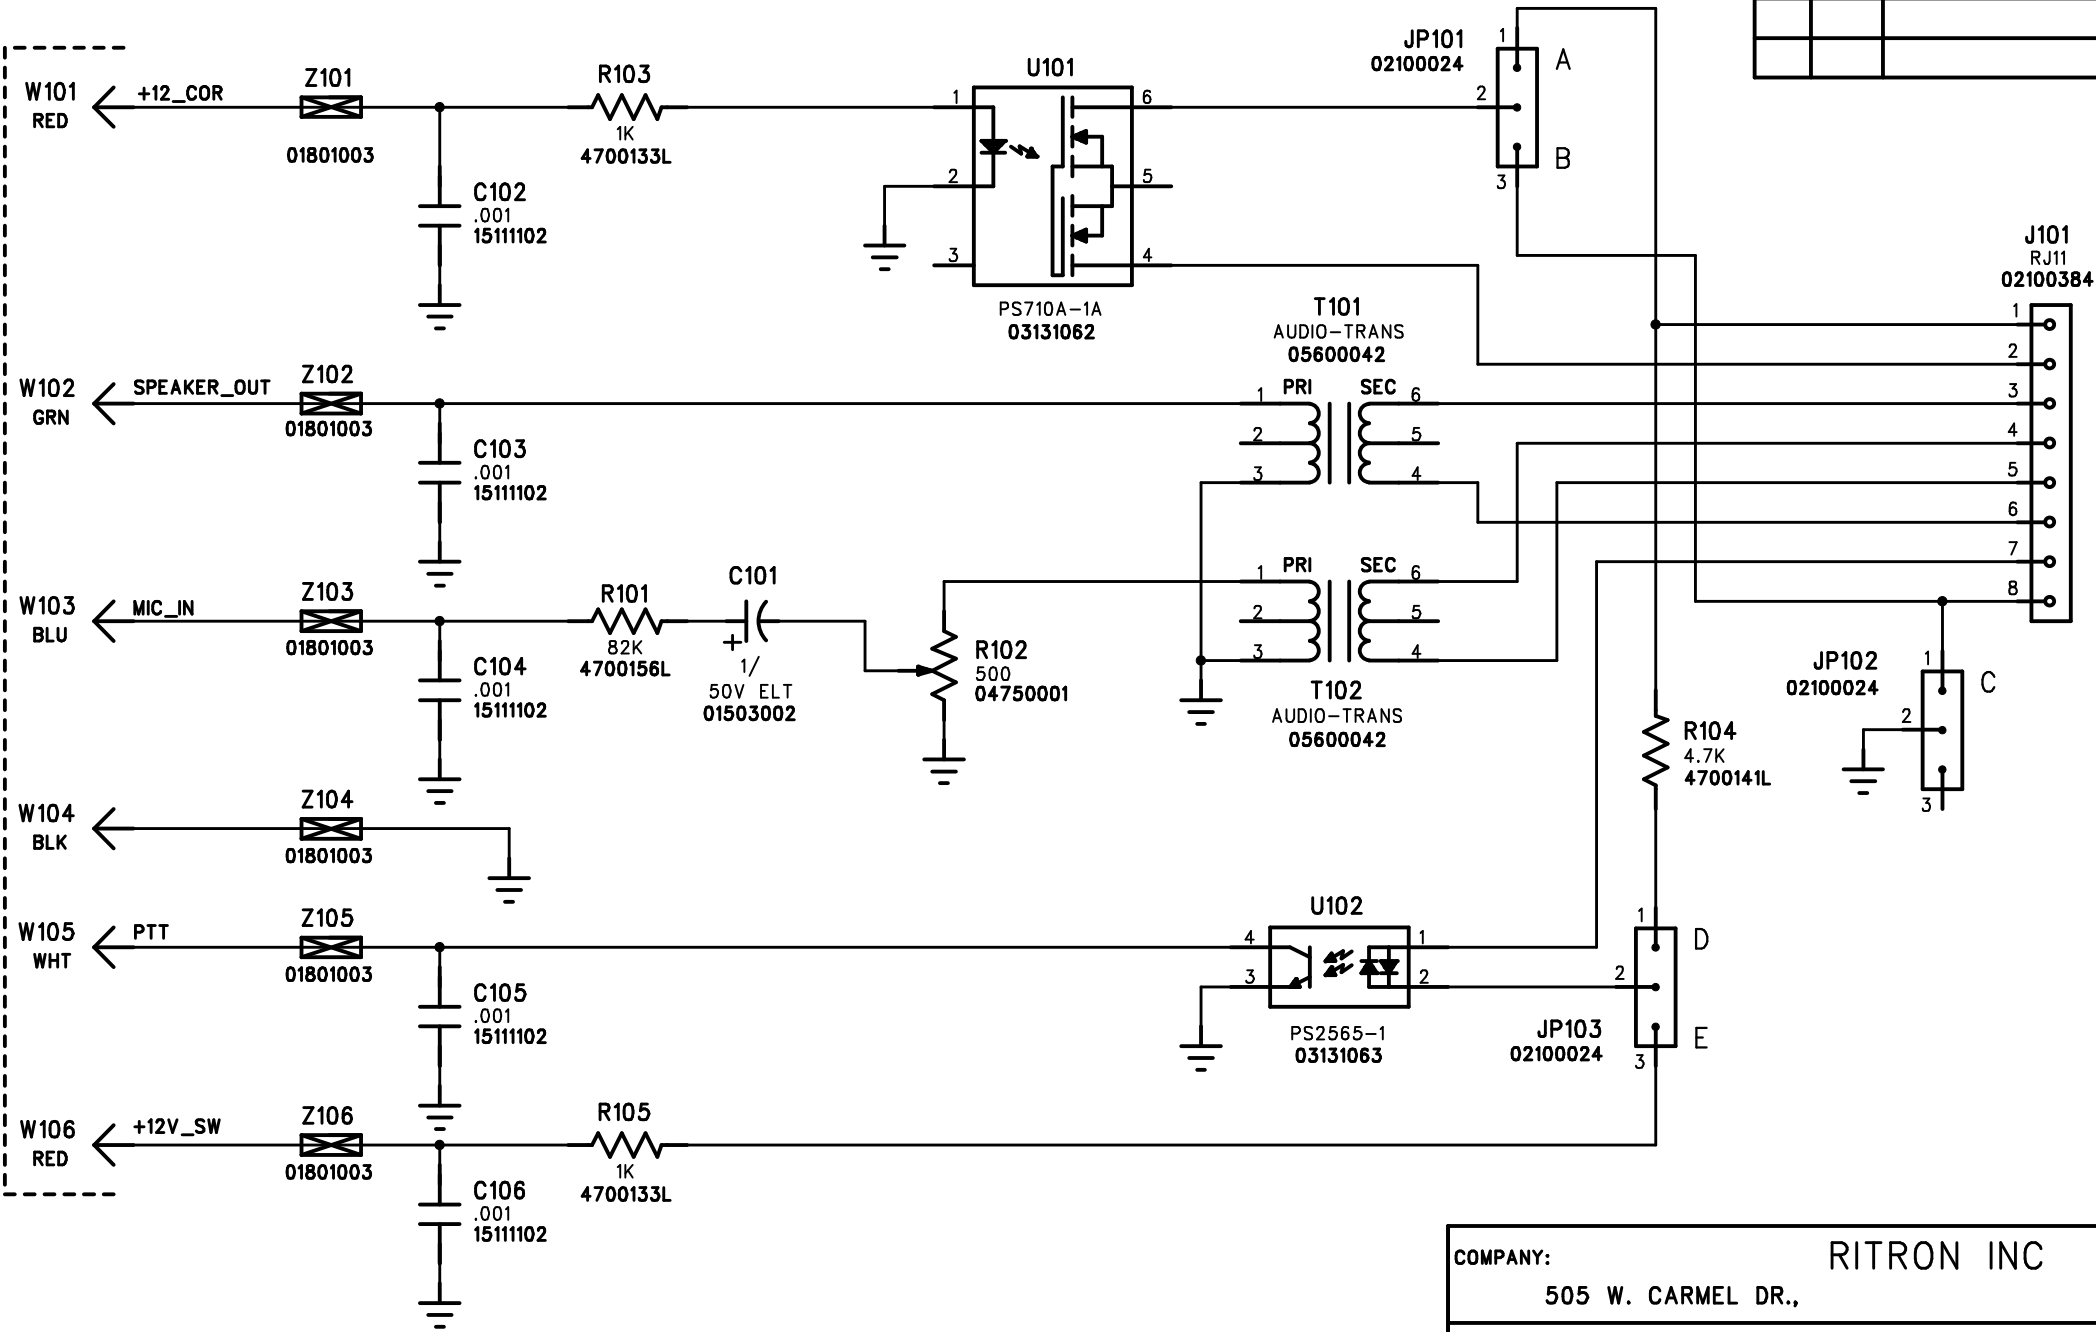 W101
RED
+12_COR
Z101
01801003
C102
.001
15111102
R103
1K
4700133L
U101
1
2
3
6
5
4
PS710A-1A
03131062
JP101
02100024
1
2
3
A
B
J101
RJ11
02100384
1
2
3
4
5
6
7
8
W102
GRN
SPEAKER_OUT
Z102
01801003
C103
.001
15111102
T101
AUDIO-TRANS
05600042
PRI
SEC
1
2
3
6
5
4
W103
BLU
MIC_IN
Z103
01801003
C104
.001
15111102
R101
82K
4700156L
C101
+
1/
50V ELT
01503002
R102
500
04750001
PRI
SEC
1
2
3
6
5
4
T102
AUDIO-TRANS
05600042
R104
4.7K
4700141L
JP102
02100024
1
2
3
C
W104
BLK
Z104
01801003
W105
WHT
PTT
Z105
01801003
C105
.001
15111102
U102
4
3
1
2
PS2565-1
03131063
JP103
02100024
1
2
3
D
E
W106
RED
+12V_SW
Z106
01801003
C106
.001
15111102
R105
1K
4700133L
COMPANY:
RITRON INC
505 W. CARMEL DR.,